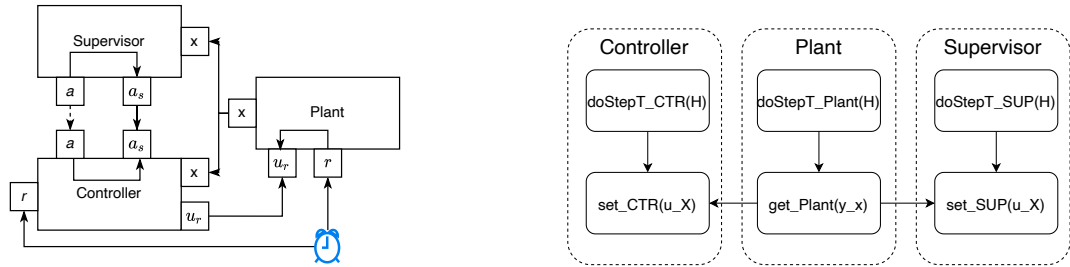 Supervisor
x
a
a_s
a
a_s
x
Controller
r
u_r
x
Plant
u_r
r
Controller
Plant
Supervisor
doStepT_CTR(H)
doStepT_Plant(H)
doStepT_SUP(H)
set_CTR(u_X)
get_Plant(y_x)
set_SUP(u_X)